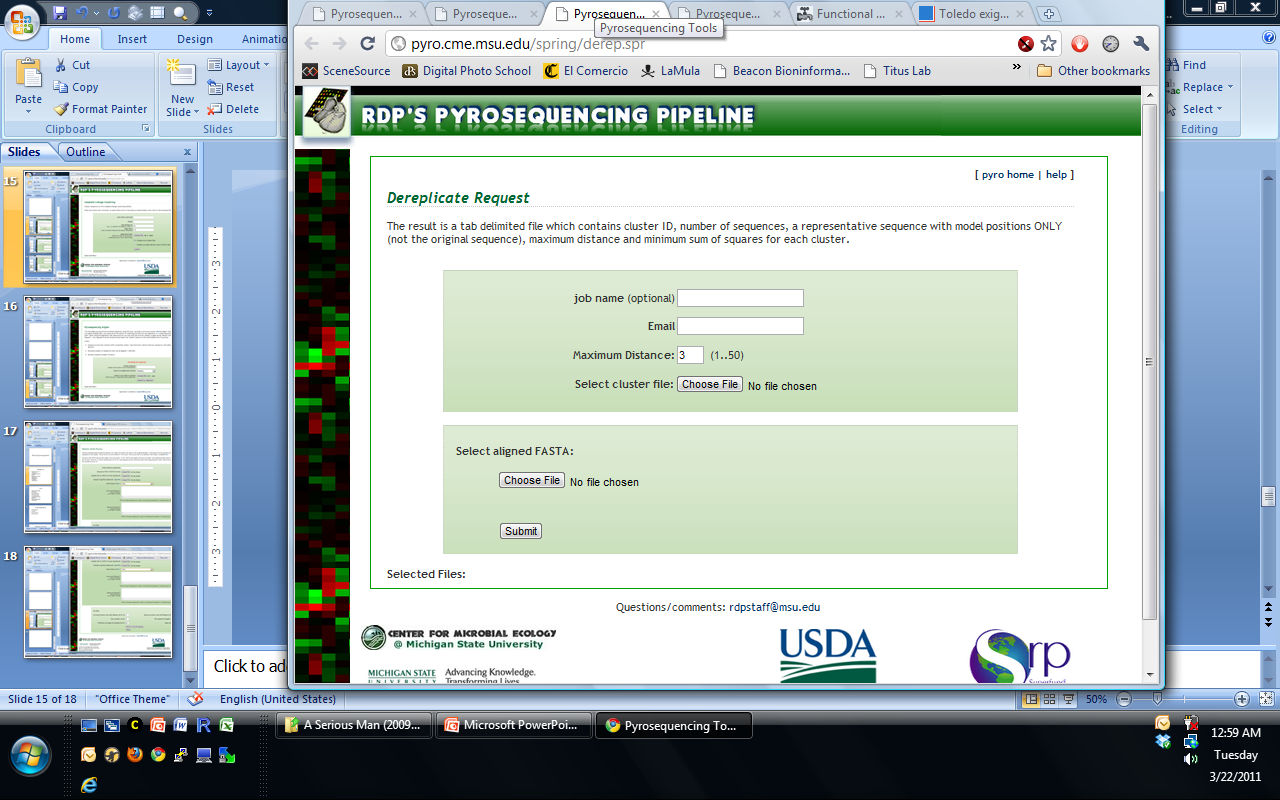 Pyrosequen...
Pyroseque...
Pyrosequen...
Pyrosequen...
Functional ...
Toledo exig...
Pyrosequencing Tools
pyro.cme.msu.edu/spring/derep.spr
SceneSource
Digital Photo School
El Comercio
LaMula
Beacon Bioninforma...
Titus Lab
»
Other bookmarks
Home
Insert
Design
Animatio
Paste
Cut
Copy
Format Painter
Clipboard
New
Slide
Layout
Reset
Delete
Slides
Find
Replace
Select
Editing
Slides
Outline
x
15
16
17
18
RDP'S PYROSEQUENCING PIPELINE
[ pyro home | help ]
Dereplicate Request
The result is a tab delimited file which contains cluster ID, number of sequences, a representative sequence with model positions ONLY
(not the original sequence), maximum distance and minimum sum of squares for each cluster.
job name (optional)
Email
Maximum Distance: 3 (1..50)
Select cluster file: Choose File No file chosen
Select aligned FASTA:
Choose File No file chosen
Submit
Selected Files:
Questions/comments: rdpstaff@msu.edu
CENTER FOR MICROBIAL ECOLOGY
@ Michigan State University
MICHIGAN STATE
UNIVERSITY
Advancing Knowledge.
Transforming Lives.
USDA
Srp
Superfund
Click to ad
Slide 15 of 18
"Office Theme"
English (United States)
50%
A Serious Man (2009...
Microsoft PowerPoi...
Pyrosequencing To...
12:59 AM
Tuesday
3/22/2011